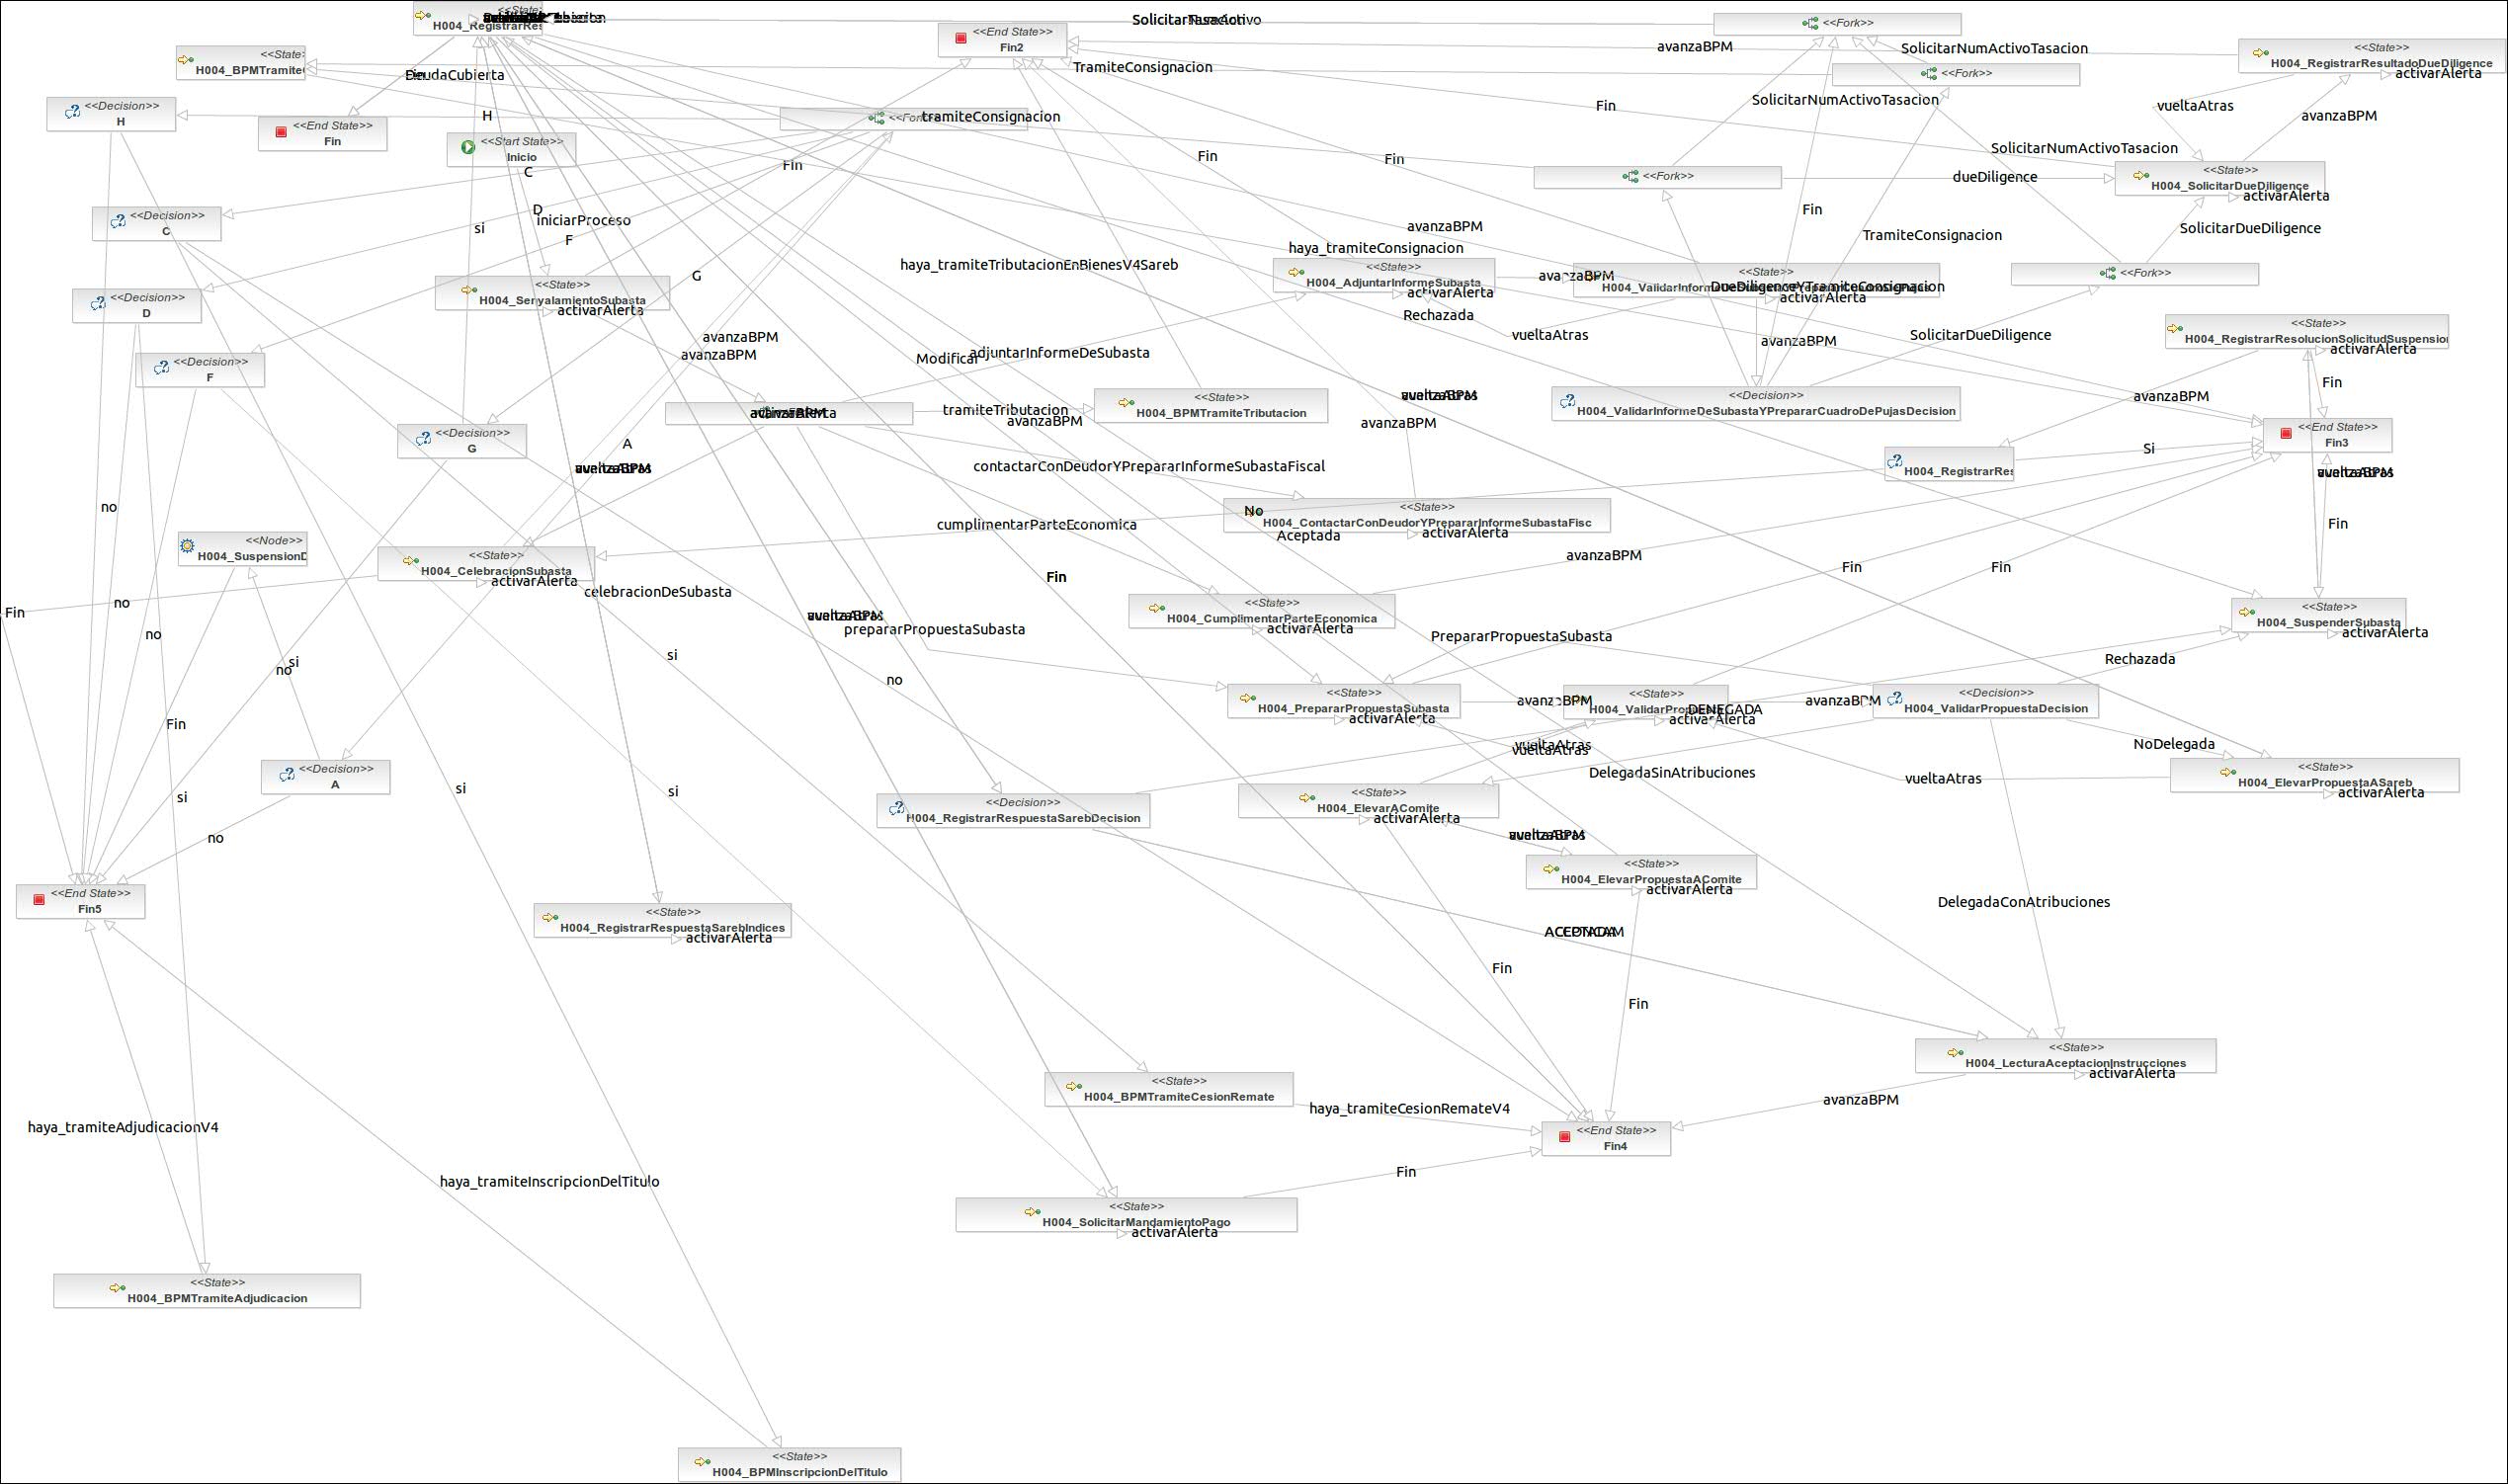 <<State>>
H004_RegistrarRes
SolicitarNumActivo
<<Fork>>
<<End State>>
Fin2
avanzaBPM
SolicitarNumActivoTasacion
<<State>>
H004_RegistrarResultadoDueDiligence
activarAlerta
<<State>>
H004_BPMTramite
Fin
DeudaCubierta
TramiteConsignacion
<<Fork>>
<<Decision>>
H
<<End State>>
Fin
H
<<Fork>>
tramiteConsignacion
Fin
SolicitarNumActivoTasacion
vueltaAtras
avanzaBPM
<<Start State>>
Inicio
C
Fin
Fin
Fin
SolicitarNumActivoTasacion
<<Fork>>
dueDiligence
<<State>>
H004_SolicitarDueDiligence
activarAlerta
<<Decision>>
C
D
iniciarProceso
si
F
Fin
avanzaBPM
TramiteConsignacion
SolicitarDueDiligence
haya_tramiteConsignacion
haya_tramiteTributacionEnBienesV4Sareb
<<Decision>>
D
<<State>>
H004_SenyalamientoSubasta
activarAlerta
G
<<State>>
H004_AdjuntarInformeSubasta
activarAlerta
avanzaBPM
<<State>>
DueDiligenceYTramiteConsignacion
activarAlerta
<<Fork>>
Rechazada
vueltaAtras
avanzaBPM
SolicitarDueDiligence
<<State>>
H004_RegistrarResolucionSolicitudSuspension
activarAlerta
avanzaBPM
avanzaBPM
Modificar
adjuntarInformeDeSubasta
<<Decision>>
F
Fin
avanzaBPM
activarAlerta
tramiteTributacion
avanzaBPM
<<State>>
H004_BPMTramiteTributacion
vueltaAtras
avanzaBPM
<<Decision>>
H004_ValidarInformeDeSubastaYPrepararCuadroDePujasDecision
<<End State>>
Fin3
<<Decision>>
G
A
vueltaAtras
contactarConDeudorYPrepararInformeSubastaFiscal
H004_RegistrarRes
Si
vueltaAtras
no
<<Node>>
H004_SuspensionD
<<State>>
H004_CelebracionSubasta
activarAlerta
cumplimentarParteEconomica
No
<<State>>
H004_ContactarConDeudorYPrepararInformeSubastaFisc
activarAlerta
Aceptada
Fin
avanzaBPM
Fin
Fin
Fin
Fin
no
celebracionDeSubasta
vueltaAtras
prepararPropuestaSubasta
<<State>>
H004_CumplimentarParteEconomica
activarAlerta
PrepararPropuestaSubasta
<<State>>
H004_SuspenderSubasta
activarAlerta
no
no
si
si
no
Rechazada
<<State>>
H004_PrepararPropuestaSubasta
activarAlerta
avanzaBPM
<<State>>
DENEGADA
activarAlerta
avanzaBPM
<<Decision>>
H004_ValidarPropuestaDecision
Fin
vueltaAtras
vueltaAtras
NoDelegada
<<Decision>>
A
si
si
si
DelegadaSinAtribuciones
vueltaAtras
<<State>>
H004_ElevarPropuestaASareb
activarAlerta
<<Decision>>
H004_RegistrarRespuestaSarebDecision
<<State>>
H004_ElevarAComite
activarAlerta
no
vueltaAtras
<<State>>
H004_ElevarPropuestaAComite
activarAlerta
<<End State>>
Fin5
<<State>>
H004_RegistrarRespuestaSarebIndices
activarAlerta
DelegadaConAtribuciones
Fin
Fin
<<State>>
H004_LecturaAceptacionInstrucciones
activarAlerta
<<State>>
H004_BPMTramiteCesionRemate
haya_tramiteCesionRemateV4
avanzaBPM
haya_tramiteAdjudicacionV4
<<End State>>
Fin4
haya_tramiteInscripcionDelTitulo
Fin
<<State>>
H004_SolicitarMandamientoPago
activarAlerta
<<State>>
H004_BPMTramiteAdjudicacion
<<State>>
H004_BPMInscripcionDelTitulo